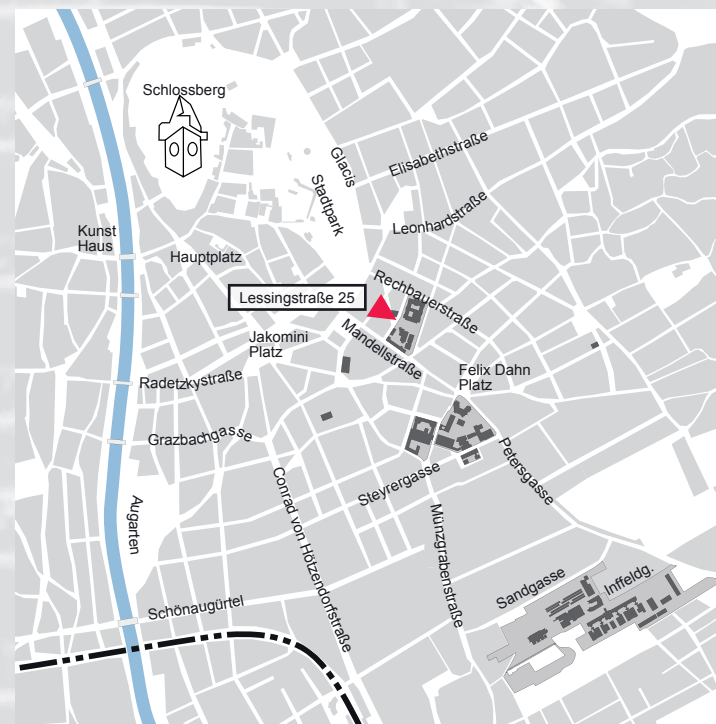 Schlossberg
Glacis
Elisabethstraße
Stadtpark
Leonhardstraße
Kunst
Haus
Hauptplatz
Rechbauerstraße
Lessingstraße 25
Mandellstraße
Jakomini
Platz
Felix Dahn
Platz
Radetzkystraße
Grazbachgasse
Petersgasse
Steyrergasse
Conrad von Hötzendorfstraße
Augarten
Münzgrabenstraße
Sandgasse
Inffeldg.
Schönaugürtel